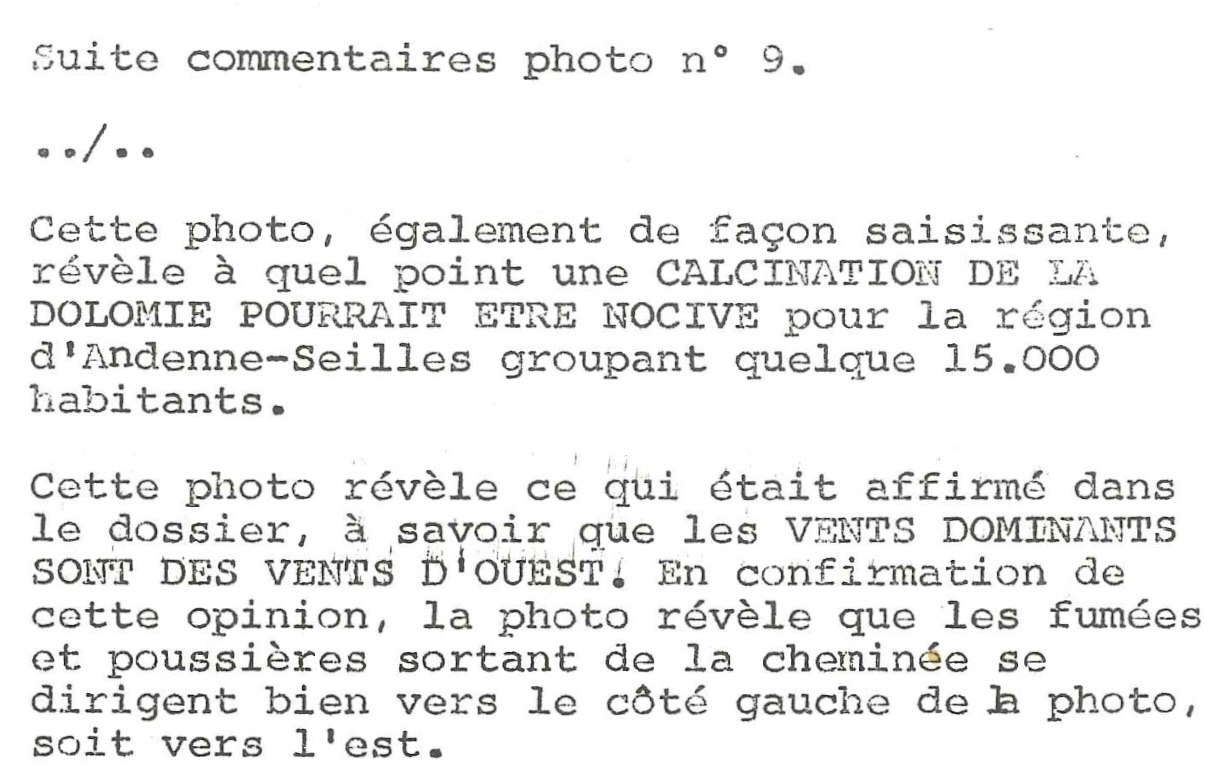 Suite commentaires photo n° 9.
../..
Cette photo, également de façon saisissante,
révèle à quel point une CALCINATION DE LA
DOLOMIE POURRAIT ETRE NOCIVE pour la région
d'Andenne-Seilles groupant quelque 15.000
habitants.
Cette photo révèle ce qui était affirmé dans
le dossier, à savoir que les VENTS DOMINANTS
SONT DES VENTS D'OUEST. En confirmation de
cette opinion, la photo révèle que les fumées
et poussières sortant de la cheminée se
dirigent bien vers le côté gauche de la photo,
soit vers l'est.